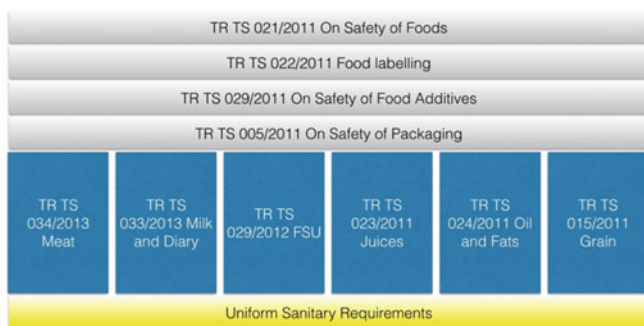 TR TS 021/2011 On Safety of Foods
TR TS 022/2011 Food labelling
TR TS 029/2011 On Safety of Food Additives
TR TS 005/2011 On Safety of Packaging
TR TS
034/2013
Meat
TR TS
033/2013 Milk
and Diary
TR TS
029/2012 FSU
TR TS
023/2011
Juices
TR TS
024/2011 Oil
and Fats
TR TS
015/2011
Grain
Uniform Sanitary Requirements